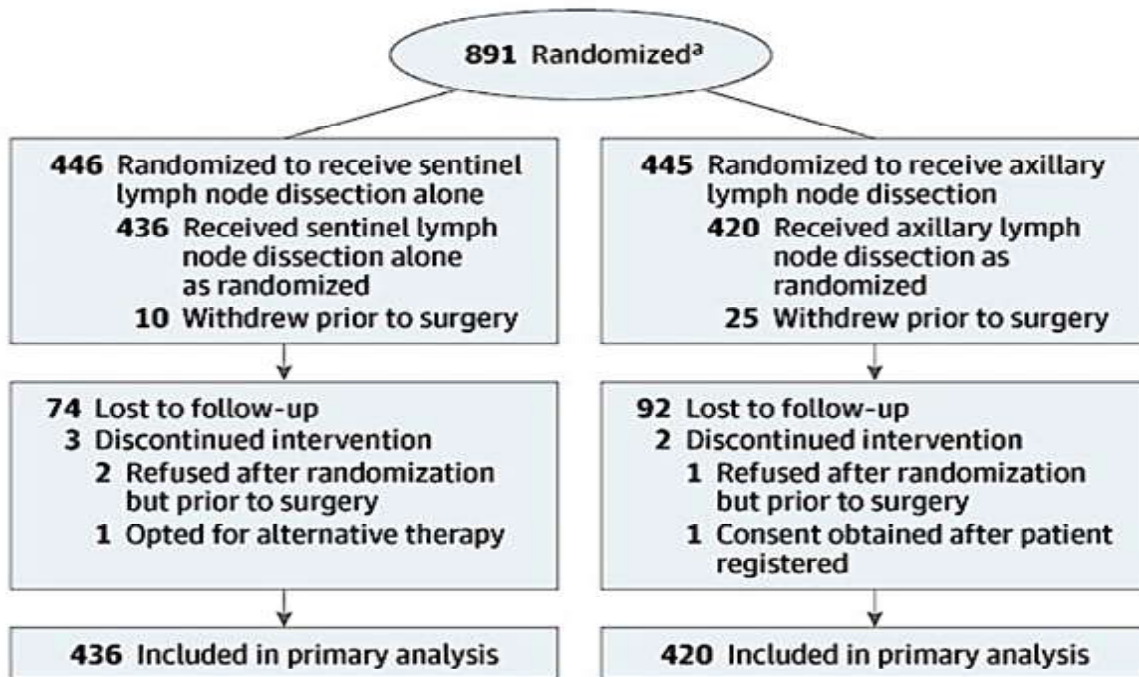 891 Randomizedᵃ
446 Randomized to receive sentinel
lymph node dissection alone
436 Received sentinel lymph
node dissection alone
as randomized
10 Withdrew prior to surgery
445 Randomized to receive axillary
lymph node dissection
420 Received axillary lymph
node dissection as
randomized
25 Withdrew prior to surgery
74 Lost to follow-up
3 Discontinued intervention
2 Refused after randomization
but prior to surgery
1 Opted for alternative therapy
92 Lost to follow-up
2 Discontinued intervention
1 Refused after randomization
but prior to surgery
1 Consent obtained after patient
registered
436 Included in primary analysis
420 Included in primary analysis